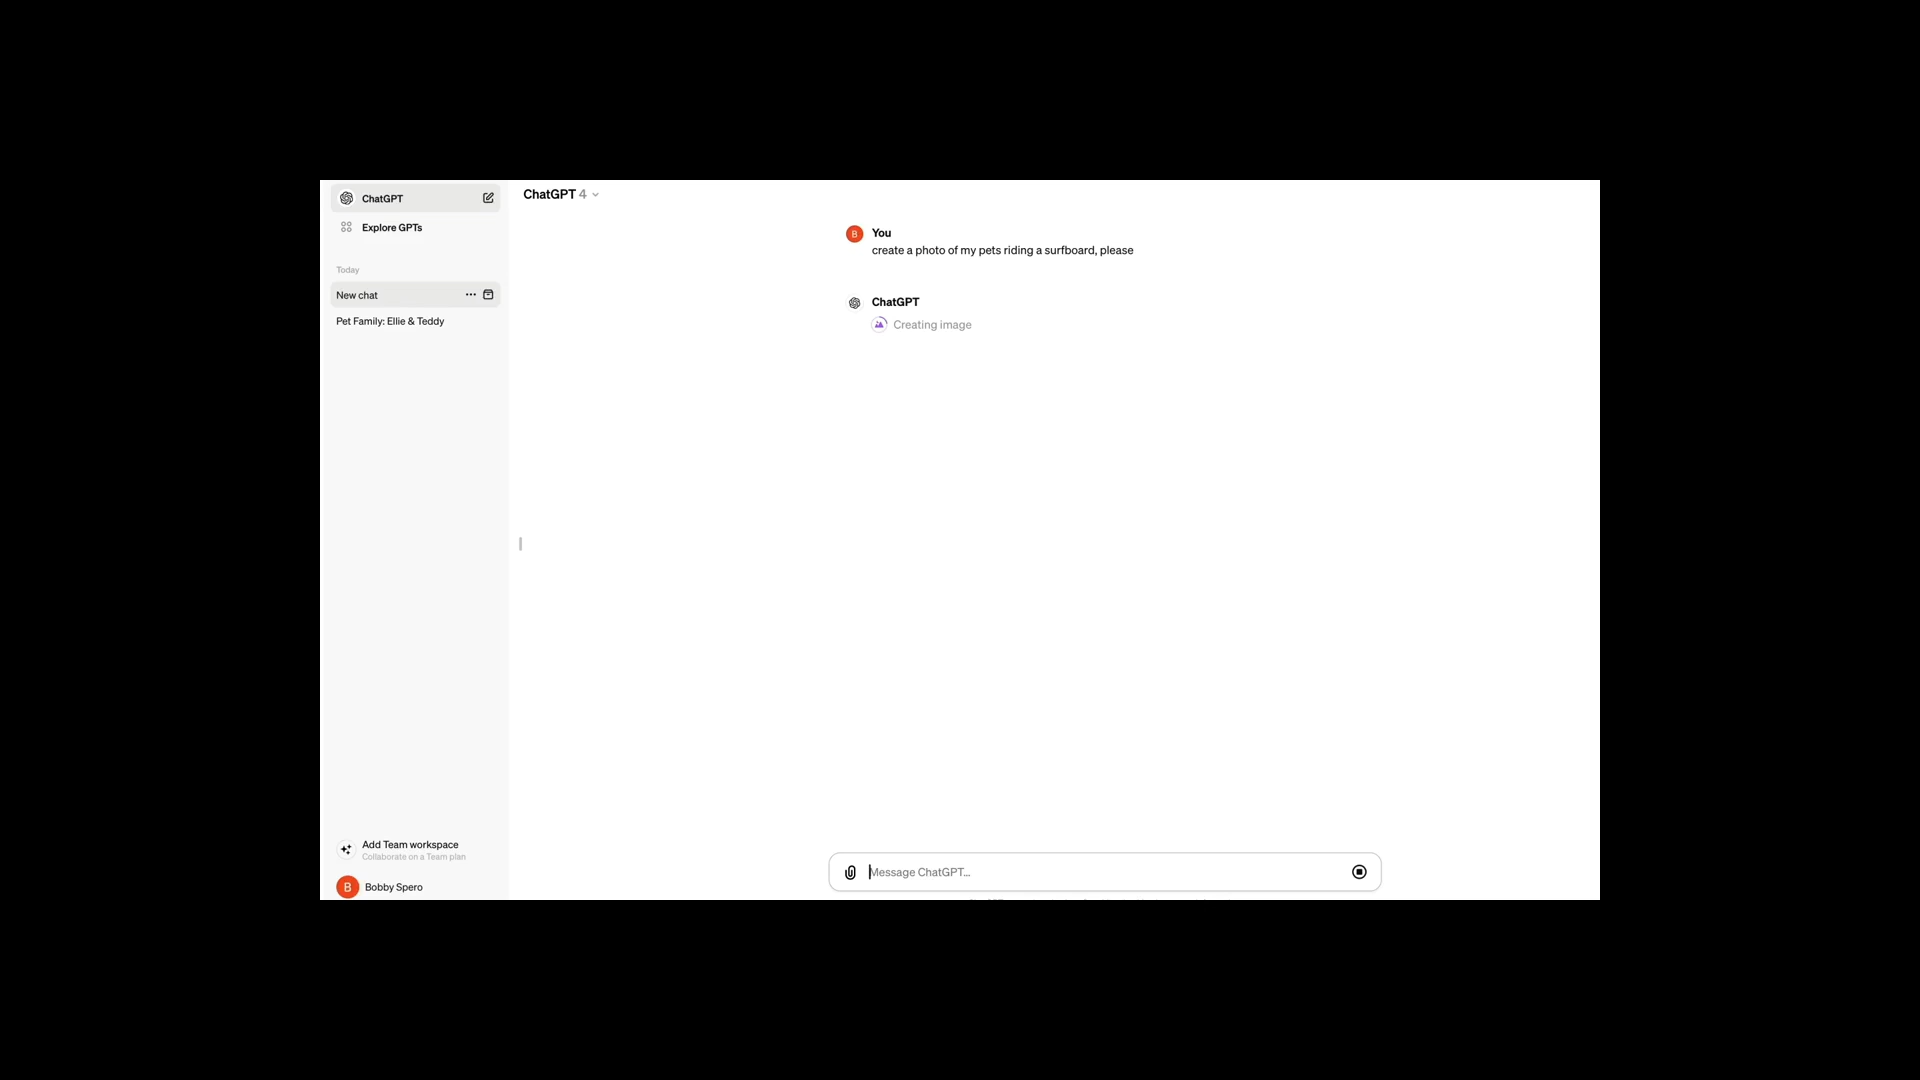 ChatGPT
Explore GPTs
Today
New chat
Pet Family: Ellie & Teddy
Add Team workspace
Collaborate on a Team plan
B
Bobby Spero
ChatGPT 4
B
You
create a photo of my pets riding a surfboard, please
ChatGPT
Creating image
Message ChatGPT...